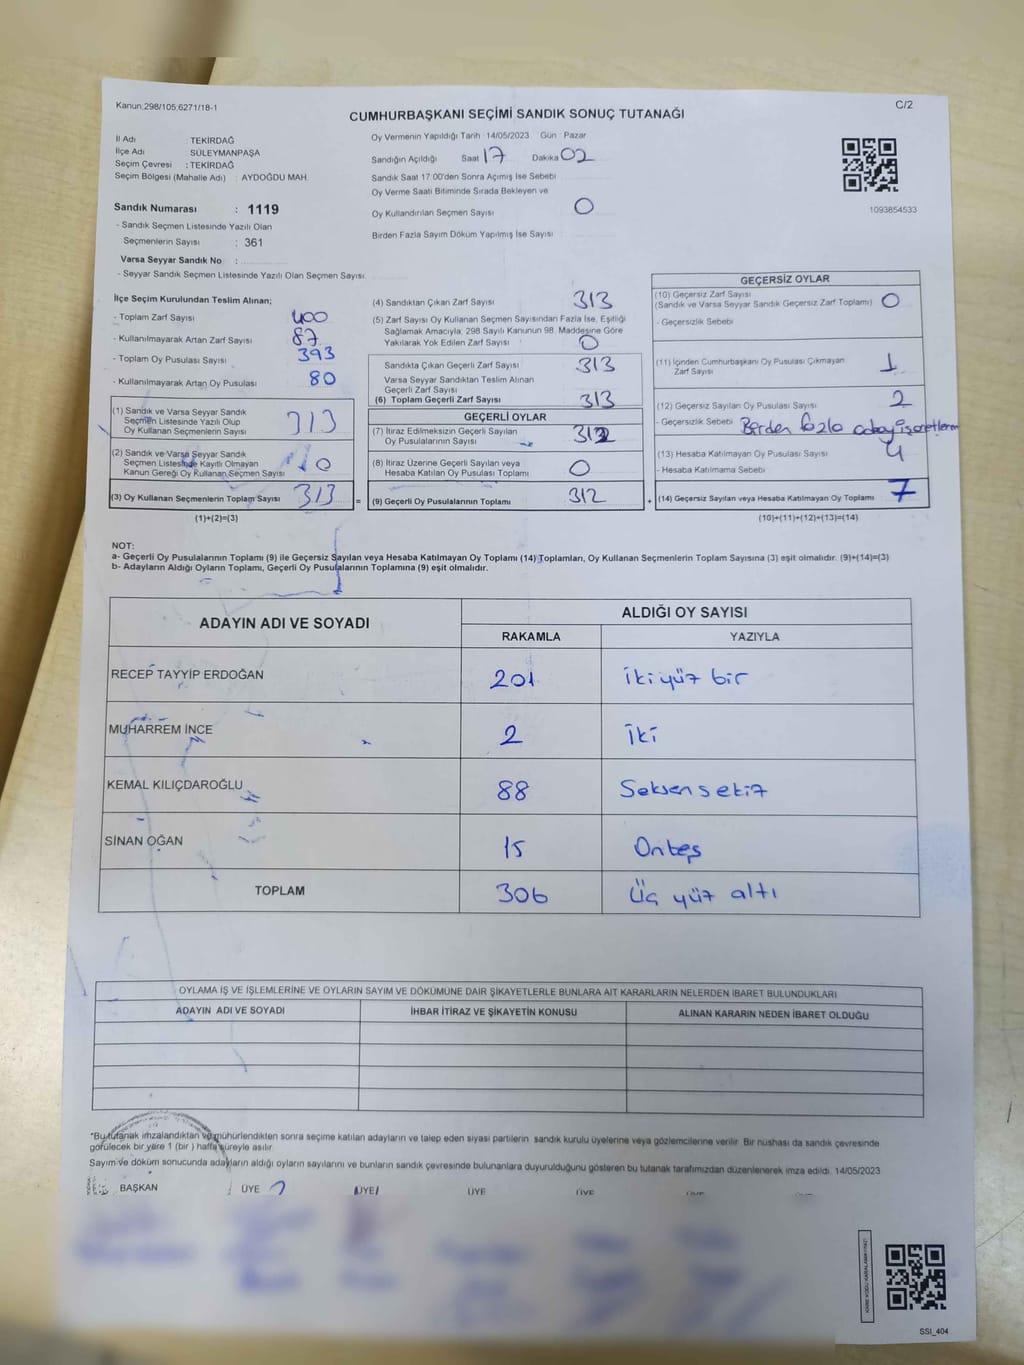 Kanun:298/105,6271/18-1
C/2
CUMHURBAŞKANI SEÇİMİ SANDIK SONUÇ TUTANAĞI
İl Adı : TEKİRDAĞ
İlçe Adı SÜLEYMANPAŞA
Seçim Çevresi : TEKİRDAĞ
Seçim Bölgesi (Mahalle Adı) : AYDOĞDU MAH.
Sandık Numarası : 1119
- Sandık Seçmen Listesinde Yazılı Olan
Seçmenlerin Sayısı : 361
Varsa Seyyar Sandık No :
- Seyyar Sandık Seçmen Listesinde Yazılı Olan Seçmen Sayısı
Oy Vermenin Yapıldığı Tarih : 14/05/2023 Gün : Pazar
Sandığın Açıldığı Saat 17 Dakika 02
Sandık Saat 17:00'den Sonra Açımış İse Sebebi
Oy Verme Saati Bitiminde Sırada Bekleyen ve
Oy Kullandırılan Seçmen Sayısı 0
Birden Fazla Sayım Döküm Yapılmış İse Sayısı
1093854533
İlçe Seçim Kurulundan Teslim Alınan;
- Toplam Zarf Sayısı 400
- Kullanılmayarak Artan Zarf Sayısı 87
- Toplam Oy Pusulası Sayısı 393
- Kullanılmayarak Artan Oy Pusulası 80
(1) Sandık ve Varsa Seyyar Sandık
Seçmen Listesinde Yazılı Olup
Oy Kullanan Seçmenlerin Sayısı 313
(2) Sandık ve Varsa Seyyar Sandık
Seçmen Listesinde Kayıtlı Olmayan
Kanun Gereği Oy Kullanan Seçmen Sayısı 0
(3) Oy Kullanan Seçmenlerin Toplam Sayısı 313 =
(1)+(2)=(3)
(4) Sandıktan Çıkan Zarf Sayısı 313
(5) Zarf Sayısı Oy Kullanan Seçmen Sayısından Fazla İse, Eşitliği
Sağlamak Amacıyla; 298 Sayılı Kanunun 98. Maddesine Göre
Yakılarak Yok Edilen Zarf Sayısı : 0
Sandıkta Çıkan Geçerli Zarf Sayısı 313
Varsa Seyyar Sandıktan Teslim Alınan
Geçerli Zarf Sayısı
(6) Toplam Geçerli Zarf Sayısı 313
GEÇERLİ OYLAR
(7) İtiraz Edilmeksizin Geçerli Sayılan
Oy Pusulalarının Sayısı 312
(8) İtiraz Üzerine Geçerli Sayılan veya
Hesaba Katılan Oy Pusulası Toplamı 0
(9) Geçerli Oy Pusulalarının Toplamı 312 +
GEÇERSİZ OYLAR
(10) Geçersiz Zarf Sayısı
(Sandık ve Varsa Seyyar Sandık Geçersiz Zarf Toplamı) 0
- Geçersizlik Sebebi
(11) İçinden Cumhurbaşkanı Oy Pusulası Çıkmayan
Zarf Sayısı 1
(12) Geçersiz Sayılan Oy Pusulası Sayısı 2
- Geçersizlik Sebebi Birden fazla aday işaretleme
(13) Hesaba Katılmayan Oy Pusulası Sayısı 4
- Hesaba Katılmama Sebebi
(14) Geçersiz Sayılan veya Hesaba Katılmayan Oy Toplamı 7
(10)+(11)+(12)+(13)=(14)
NOT:
a- Geçerli Oy Pusulalarının Toplamı (9) ile Geçersiz Sayılan veya Hesaba Katılmayan Oy Toplamı (14) Toplamları, Oy Kullanan Seçmenlerin Toplam Sayısına (3) eşit olmalıdır. (9)+(14)=(3)
b- Adayların Aldığı Oyların Toplamı, Geçerli Oy Pusulalarının Toplamına (9) eşit olmalıdır.
ADAYIN ADI VE SOYADI ALDIĞI OY SAYISI
RAKAMLA YAZIYLA
RECEP TAYYİP ERDOĞAN 201 İki yüz bir
MUHARREM İNCE 2 İki
KEMAL KILIÇDAROĞLU 88 Seksen sekiz
SİNAN OĞAN 15 Onbeş
TOPLAM 306 Üç yüz altı
OYLAMA İŞ VE İŞLEMLERİNE VE OYLARIN SAYIM VE DÖKÜMÜNE DAİR ŞİKAYETLERLE BUNLARA AİT KARARLARIN NELERDEN İBARET BULUNDUKLARI
ADAYIN ADI VE SOYADI İHBAR İTİRAZ VE ŞİKAYETİN KONUSU ALINAN KARARIN NEDEN İBARET OLDUĞU
*Bu tutanak imzalandıktan ve mühürlendikten sonra seçime katılan adayların ve talep eden siyasi partilerin sandık kurulu üyelerine veya gözlemcilerine verilir. Bir nüshası da sandık çevresinde
görülecek bir yere 1 (bir ) hafta süreyle asılır.
Sayım ve döküm sonucunda adayların aldığı oyların sayılarını ve bunların sandık çevresinde bulunanlara duyurulduğunu gösteren bu tutanak tarafımızdan düzenlenerek imza edildi. 14/05/2023
BAŞKAN ÜYE ÜYE ÜYE ÜYE
SSI_404